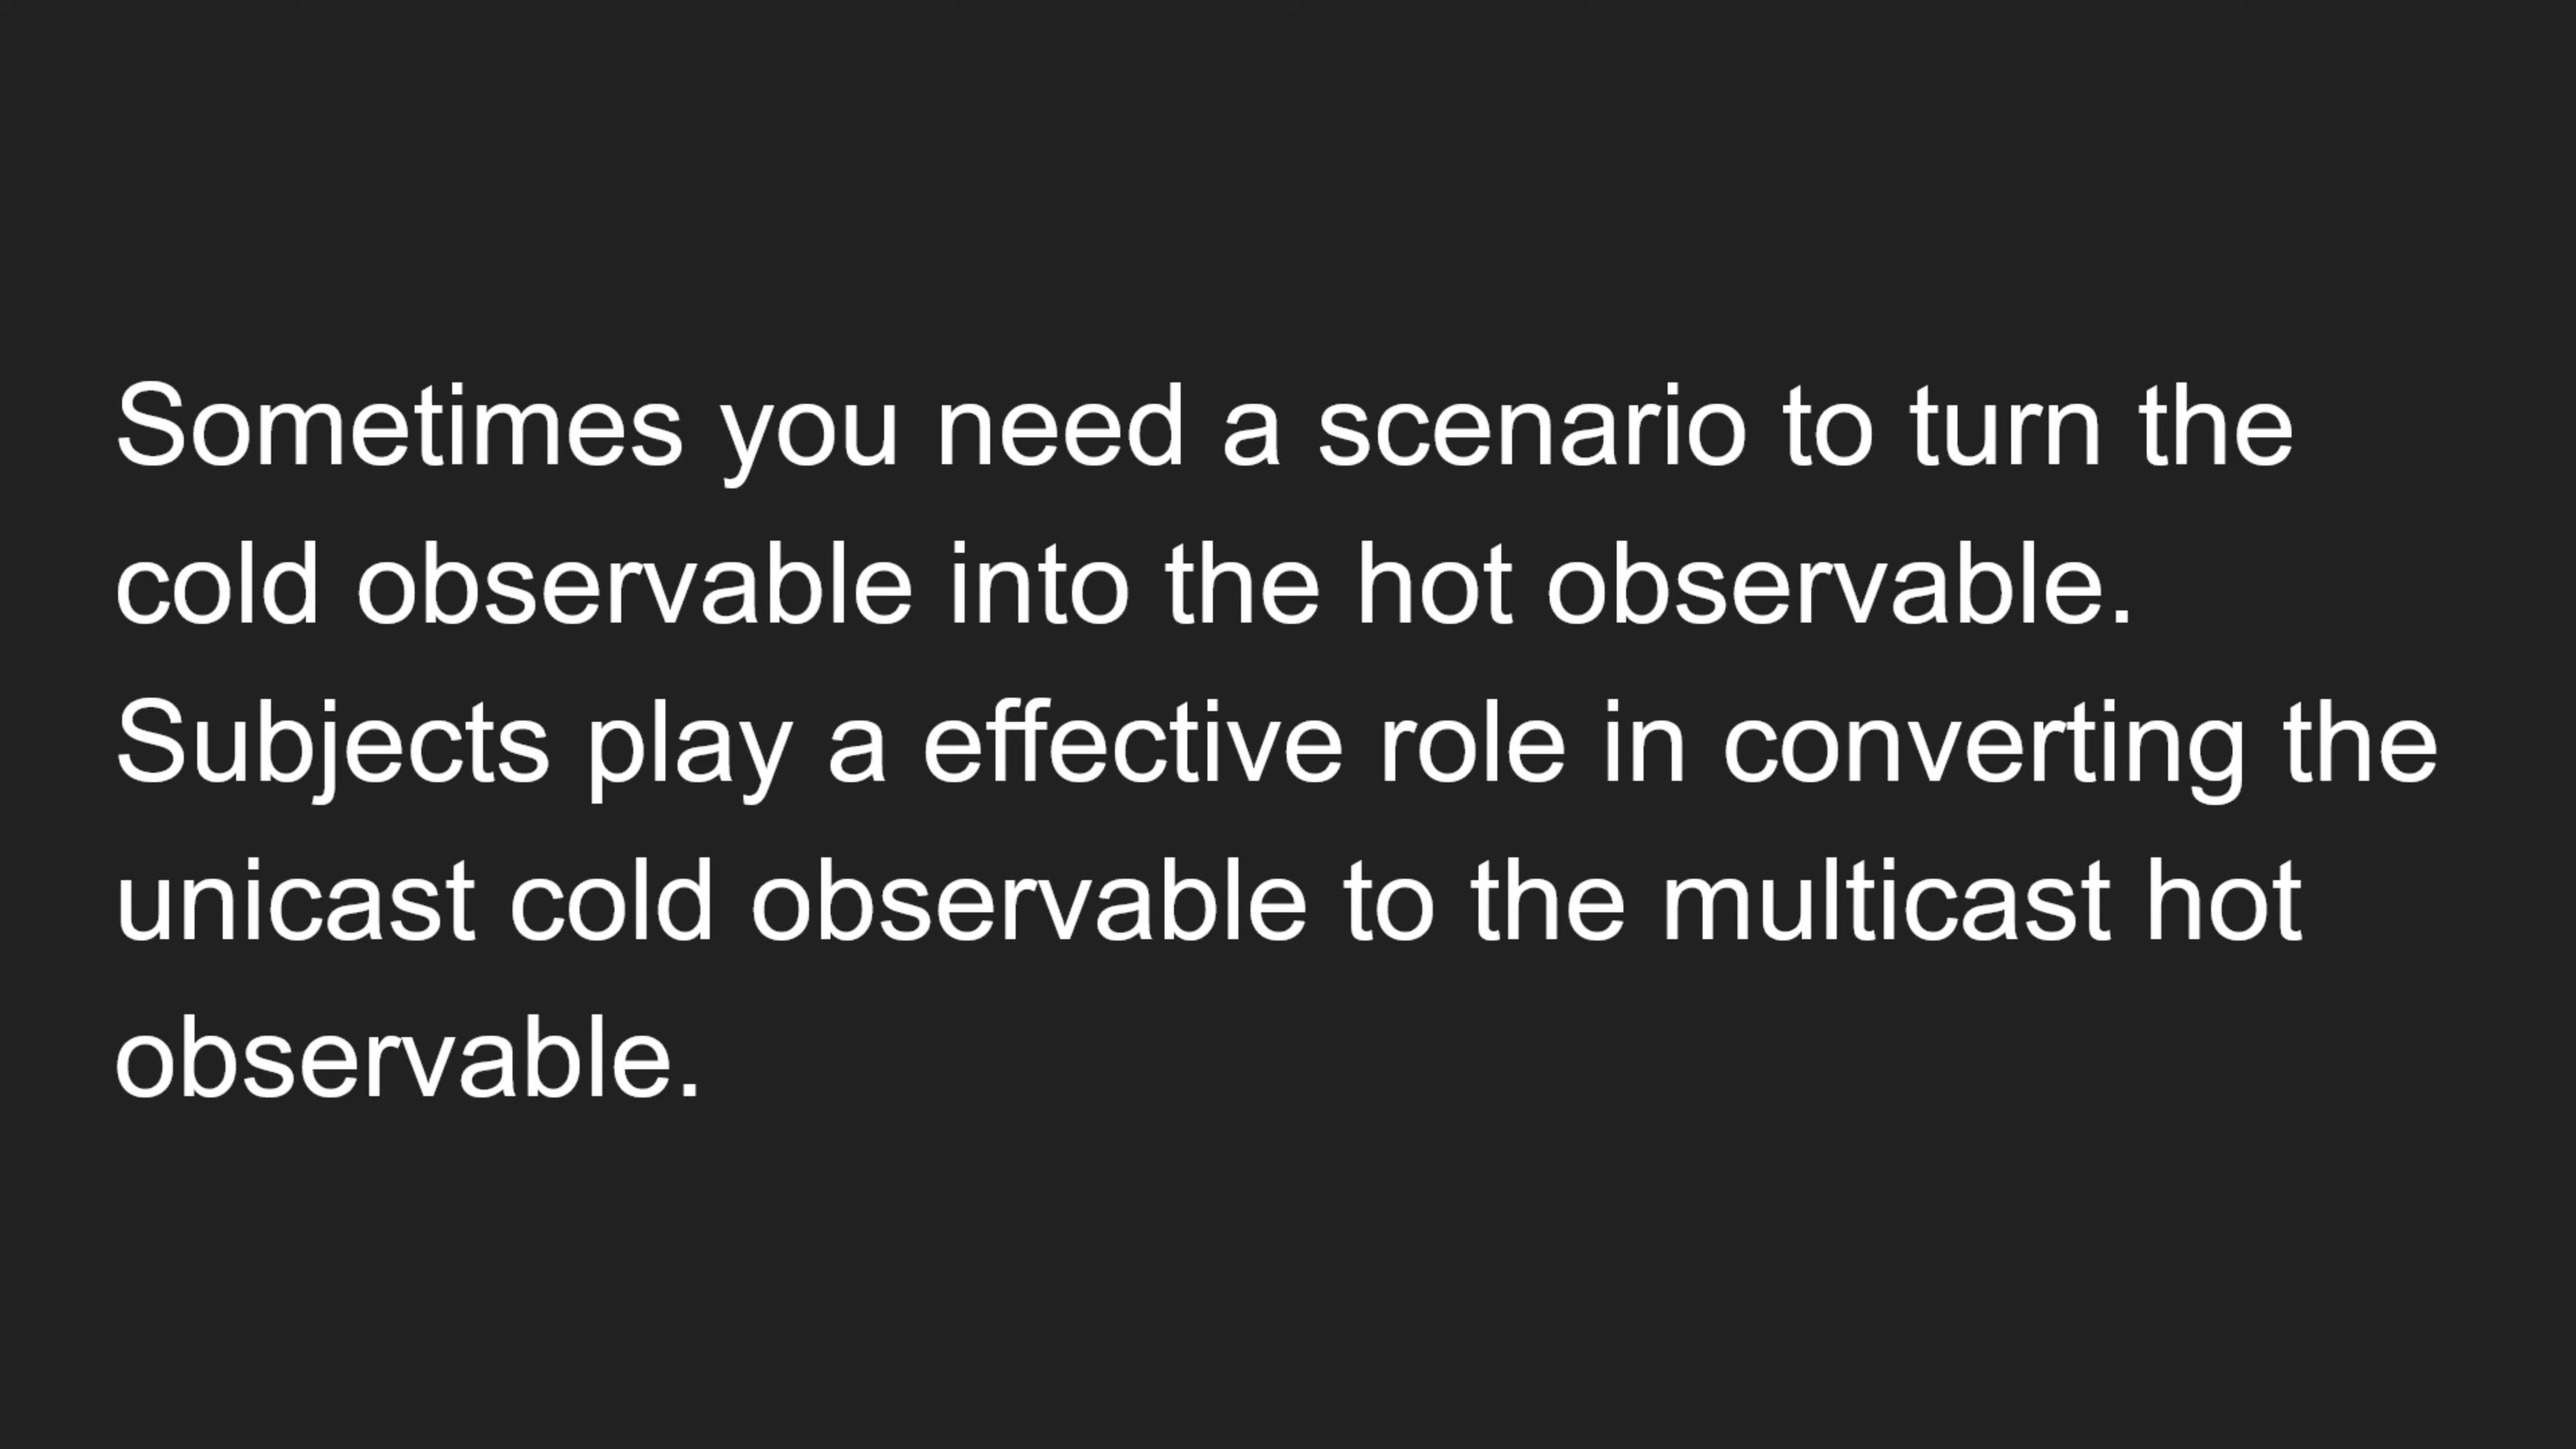 Sometimes you need a scenario to turn the
cold observable into the hot observable.
Subjects play a effective role in converting the
unicast cold observable to the multicast hot
observable.